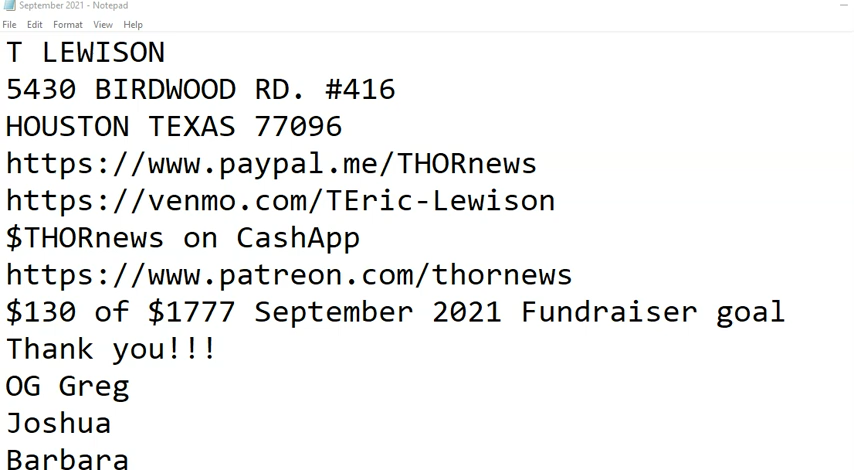 September 2021 - Notepad
File Edit Format View Help
T LEWISON
5430 BIRDWOOD RD. #416
HOUSTON TEXAS 77096
https://www.paypal.me/THORnews
https://venmo.com/TEric-Lewison
$THORnews on CashApp
https://www.patreon.com/thornews
$130 of $1777 September 2021 Fundraiser goal
Thank you!!!
OG Greg
Joshua
Barbara